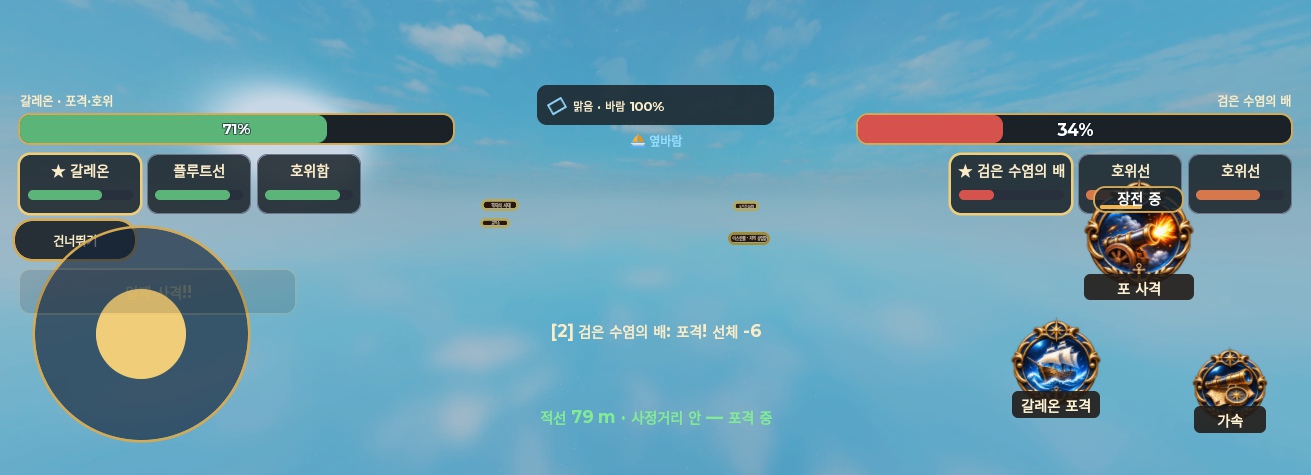 갈레온 · 포격·호위
71%
★ 갈레온
플루트선
호위함
건너뛰기
맑음 · 바람 100%
옆바람
검은 수염의 배
34%
★ 검은 수염의 배
호위선
호위선
장전 중
포 사격
[2] 검은 수염의 배: 포격! 선체 -6
적선 79 m · 사정거리 안 — 포격 중
갈레온 포격
가속